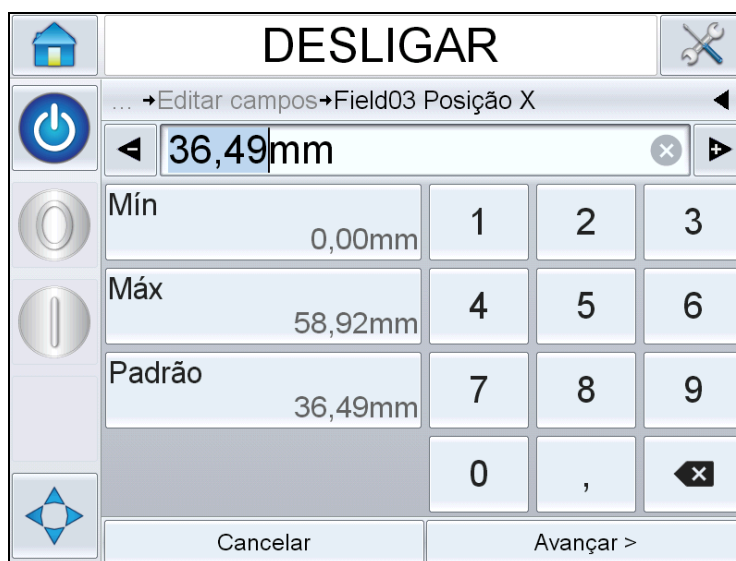 DESLIGAR
... →Editar campos→Field03 Posição X
36,49mm
Mín
0,00mm
1 2 3
Máx
58,92mm
4 5 6
Padrão
36,49mm
7 8 9
0 ,
Cancelar
Avançar >